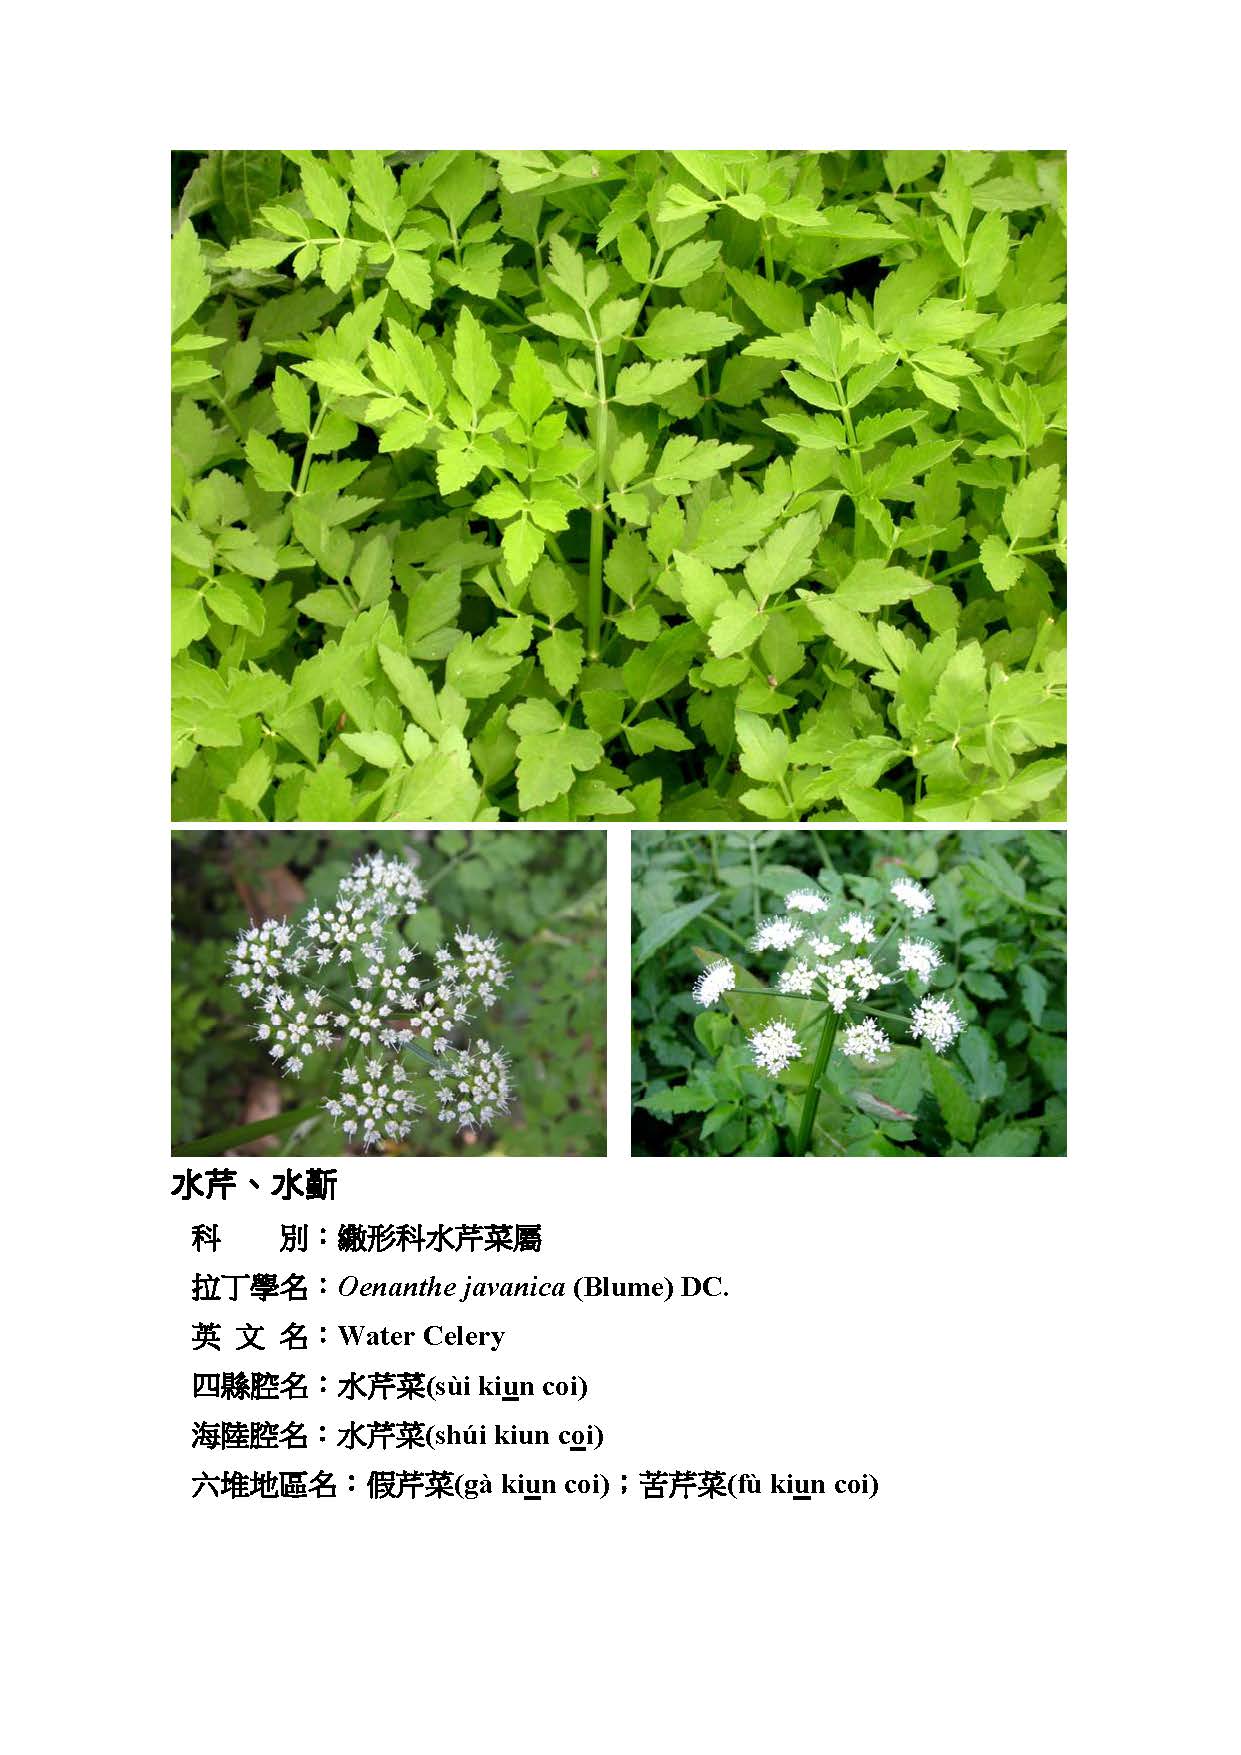 水芹、水斳
科　　別：繖形科水芹菜屬
拉丁學名：Oenanthe javanica (Blume) DC.
英 文 名：Water Celery
四縣腔名：水芹菜(sùi kiun coi)
海陸腔名：水芹菜(shúi kiun coi)
六堆地區名：假芹菜(gà kiun coi)；苦芹菜(fù kiun coi)